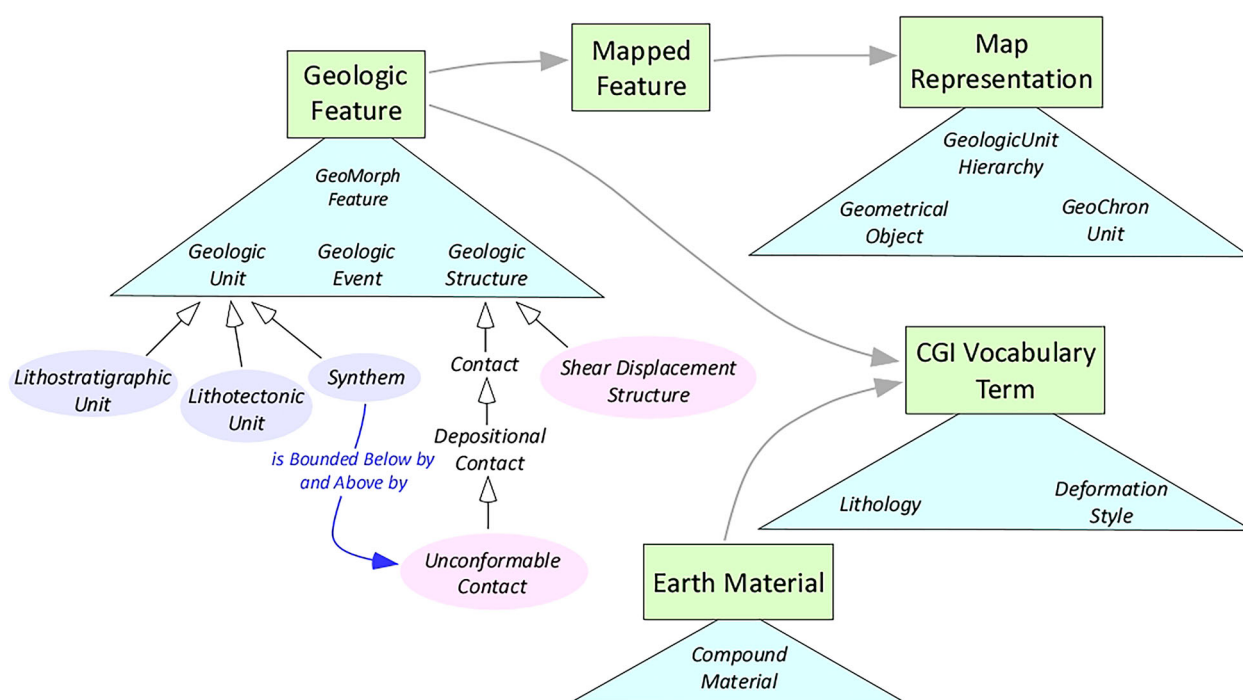 Geologic
Feature
Mapped
Feature
Map
Representation
GeoMorph
Feature
Geologic
Unit
Geologic
Event
Geologic
Structure
GeologicUnit
Hierarchy
Geometrical
Object
GeoChron
Unit
Lithostratigraphic
Unit
Lithotectonic
Unit
Synthem
Contact
Shear Displacement
Structure
CGI Vocabulary
Term
is Bounded Below by
and Above by
Depositional
Contact
Lithology
Deformation
Style
Unconformable
Contact
Earth Material
Compound
Material